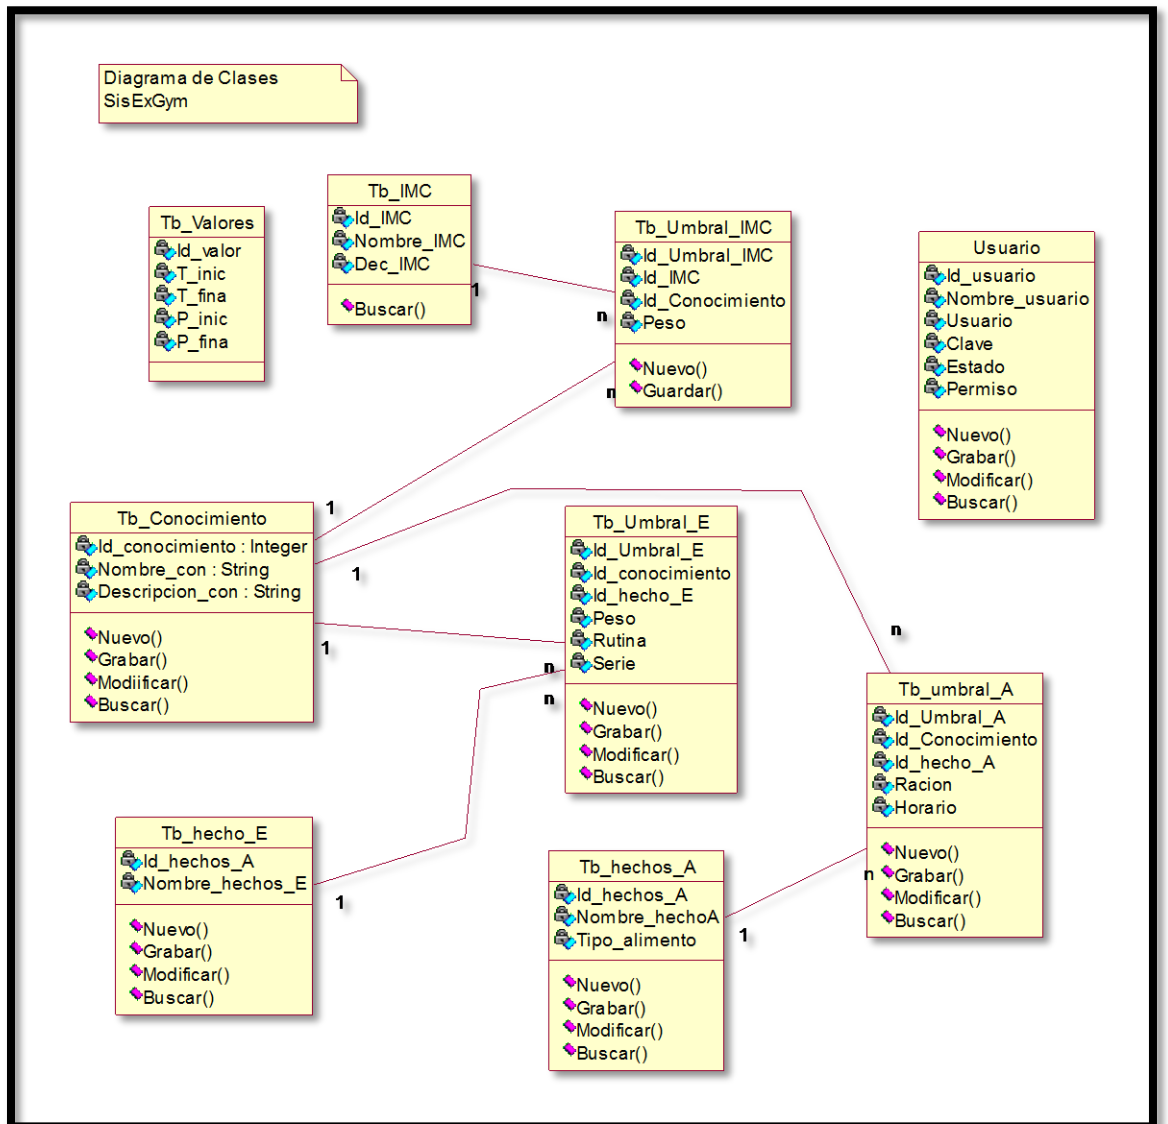 Diagrama de Clases
SisExGym
Tb_IMC
Id_IMC
Nombre_IMC
Dec_IMC
Buscar()
Tb_Valores
Id_valor
T_inic
T_fina
P_inic
P_fina
Tb_Umbral_IMC
Id_Umbral_IMC
Id_IMC
Id_Conocimiento
Peso
Nuevo()
Guardar()
Usuario
Id_usuario
Nombre_usuario
Usuario
Clave
Estado
Permiso
Nuevo()
Grabar()
Modificar()
Buscar()
1
n
n
1
Tb_Conocimiento
Id_conocimiento : Integer
Nombre_con : String
Descripcion_con : String
Nuevo()
Grabar()
Modiificar()
Buscar()
1
1
Tb_Umbral_E
Id_Umbral_E
Id_conocimiento
Id_hecho_E
Peso
Rutina
Serie
Nuevo()
Grabar()
Modificar()
Buscar()
n
n
n
Tb_umbral_A
Id_Umbral_A
Id_Conocimiento
Id_hecho_A
Racion
Horario
Nuevo()
Grabar()
Modificar()
Buscar()
Tb_hecho_E
Id_hechos_A
Nombre_hechos_E
Nuevo()
Grabar()
Modificar()
Buscar()
1
Tb_hechos_A
Id_hechos_A
Nombre_hechoA
Tipo_alimento
Nuevo()
Grabar()
Modificar()
Buscar()
1
n